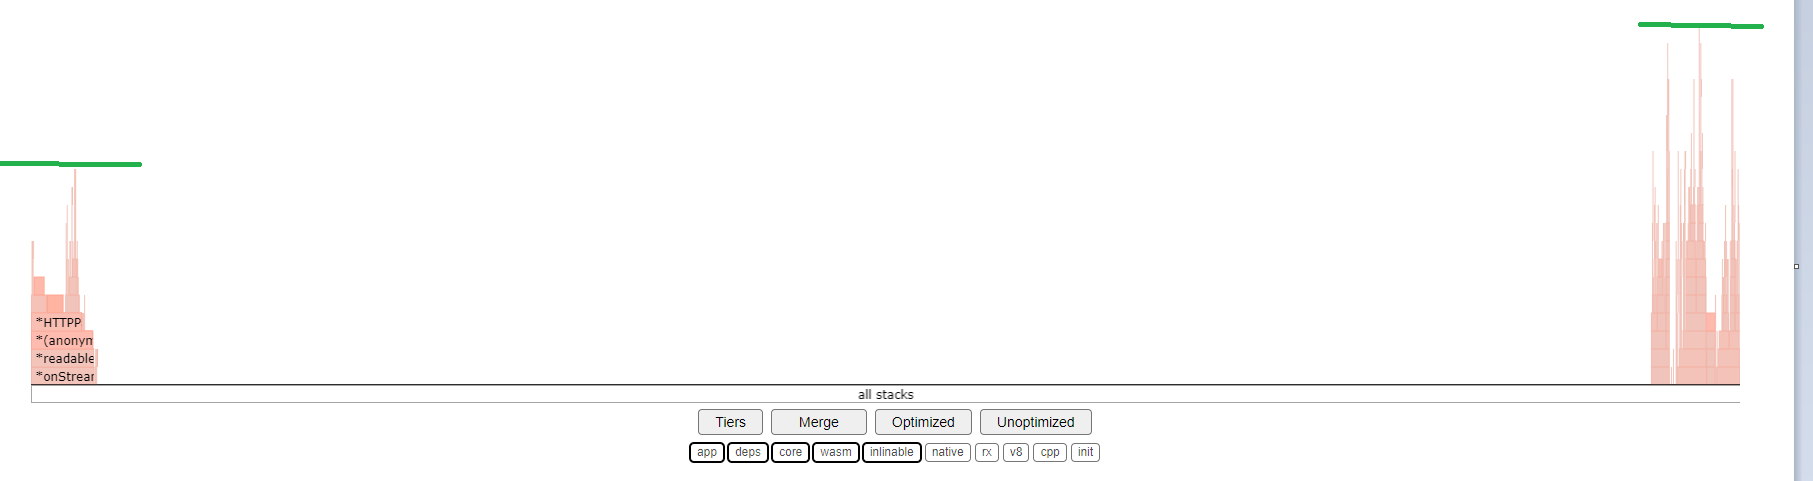 *HTTPP
*(anonyn
*readable
*onStrear
all stacks
Tiers Merge Optimized Unoptimized
app deps core wasm inlinable native rx v8 cpp init